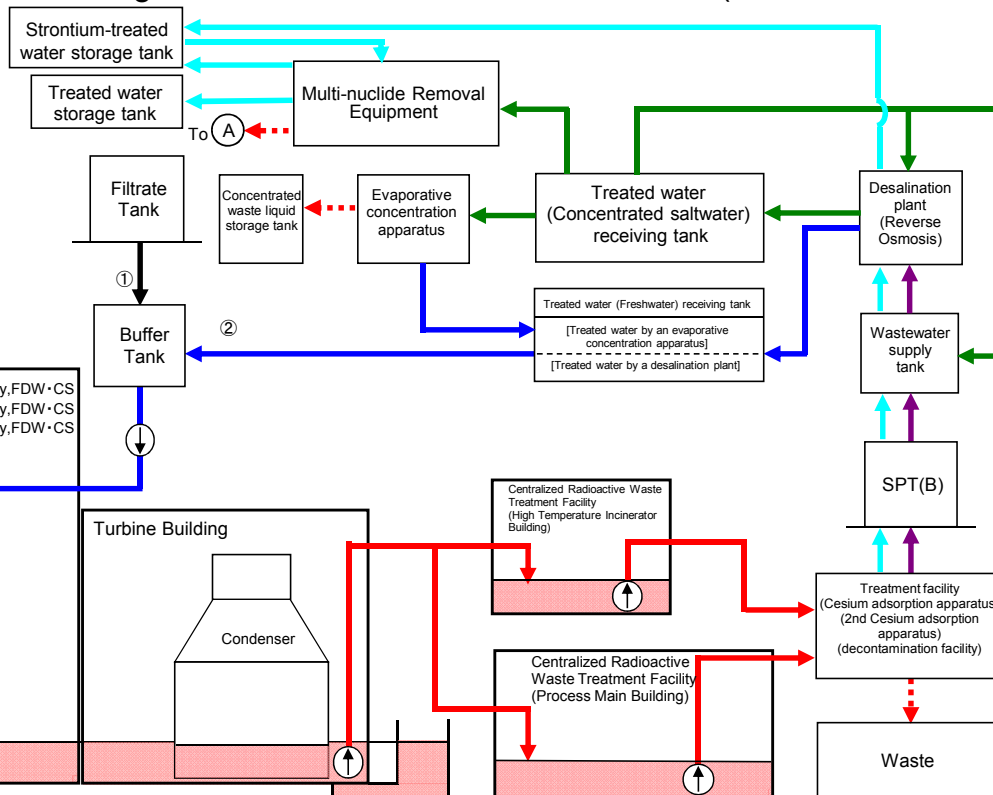 Strontium-treated
water storage tank
Treated water
storage tank
Multi-nuclide Removal
Equipment
To A
Filtrate
Tank
Concentrated
waste liquid
storage tank
Evaporative
concentration
apparatus
Treated water
(Concentrated saltwater)
receiving tank
Desalination
plant
(Reverse
Osmosis)
①
②
Buffer
Tank
Treated water (Freshwater) receiving tank
[Treated water by an evaporative
concentration apparatus]
[Treated water by a desalination plant]
Wastewater
supply
tank
y,FDW・CS
y,FDW・CS
y,FDW・CS
SPT(B)
Turbine Building
Condenser
Centralized Radioactive Waste
Treatment Facility
(High Temperature Incinerator
Building)
Centralized Radioactive
Waste Treatment Facility
(Process Main Building)
Treatment facility
(Cesium adsorption apparatus
(2nd Cesium adsorption
apparatus)
(decontamination facility)
Waste